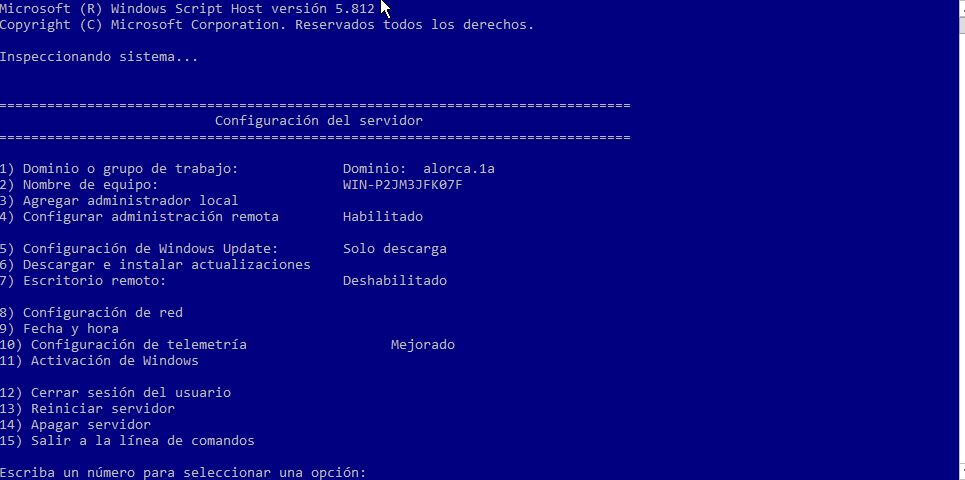 Microsoft (R) Windows Script Host versión 5.812
Copyright (C) Microsoft Corporation. Reservados todos los derechos.
Inspeccionando sistema...
===============================================================================
Configuración del servidor
===============================================================================
1) Dominio o grupo de trabajo: Dominio: alorca.1a
2) Nombre de equipo: WIN-P2JM3JFK07F
3) Agregar administrador local
4) Configurar administración remota Habilitado
5) Configuración de Windows Update: Solo descarga
6) Descargar e instalar actualizaciones
7) Escritorio remoto: Deshabilitado
8) Configuración de red
9) Fecha y hora
10) Configuración de telemetría Mejorado
11) Activación de Windows
12) Cerrar sesión del usuario
13) Reiniciar servidor
14) Apagar servidor
15) Salir a la línea de comandos
Escriba un número para seleccionar una opción: